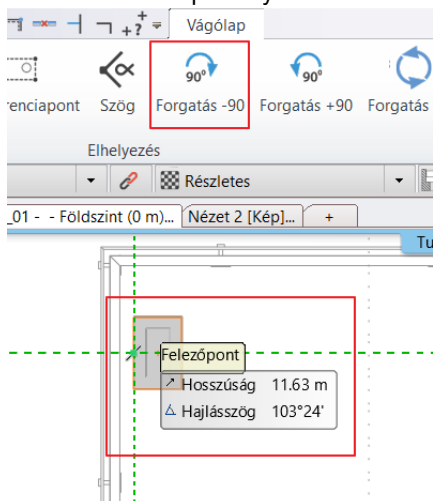 Vágólap
90° 90°
renciapont Szög Forgatás -90 Forgatás +90 Forgatás
Elhelyezés
Részletes
_01 - - Földszint (0 m)... Nézet 2 [Kép]... +
Tu
Felezőpont
Hosszúság 11.63 m
Hajlásszög 103°24'